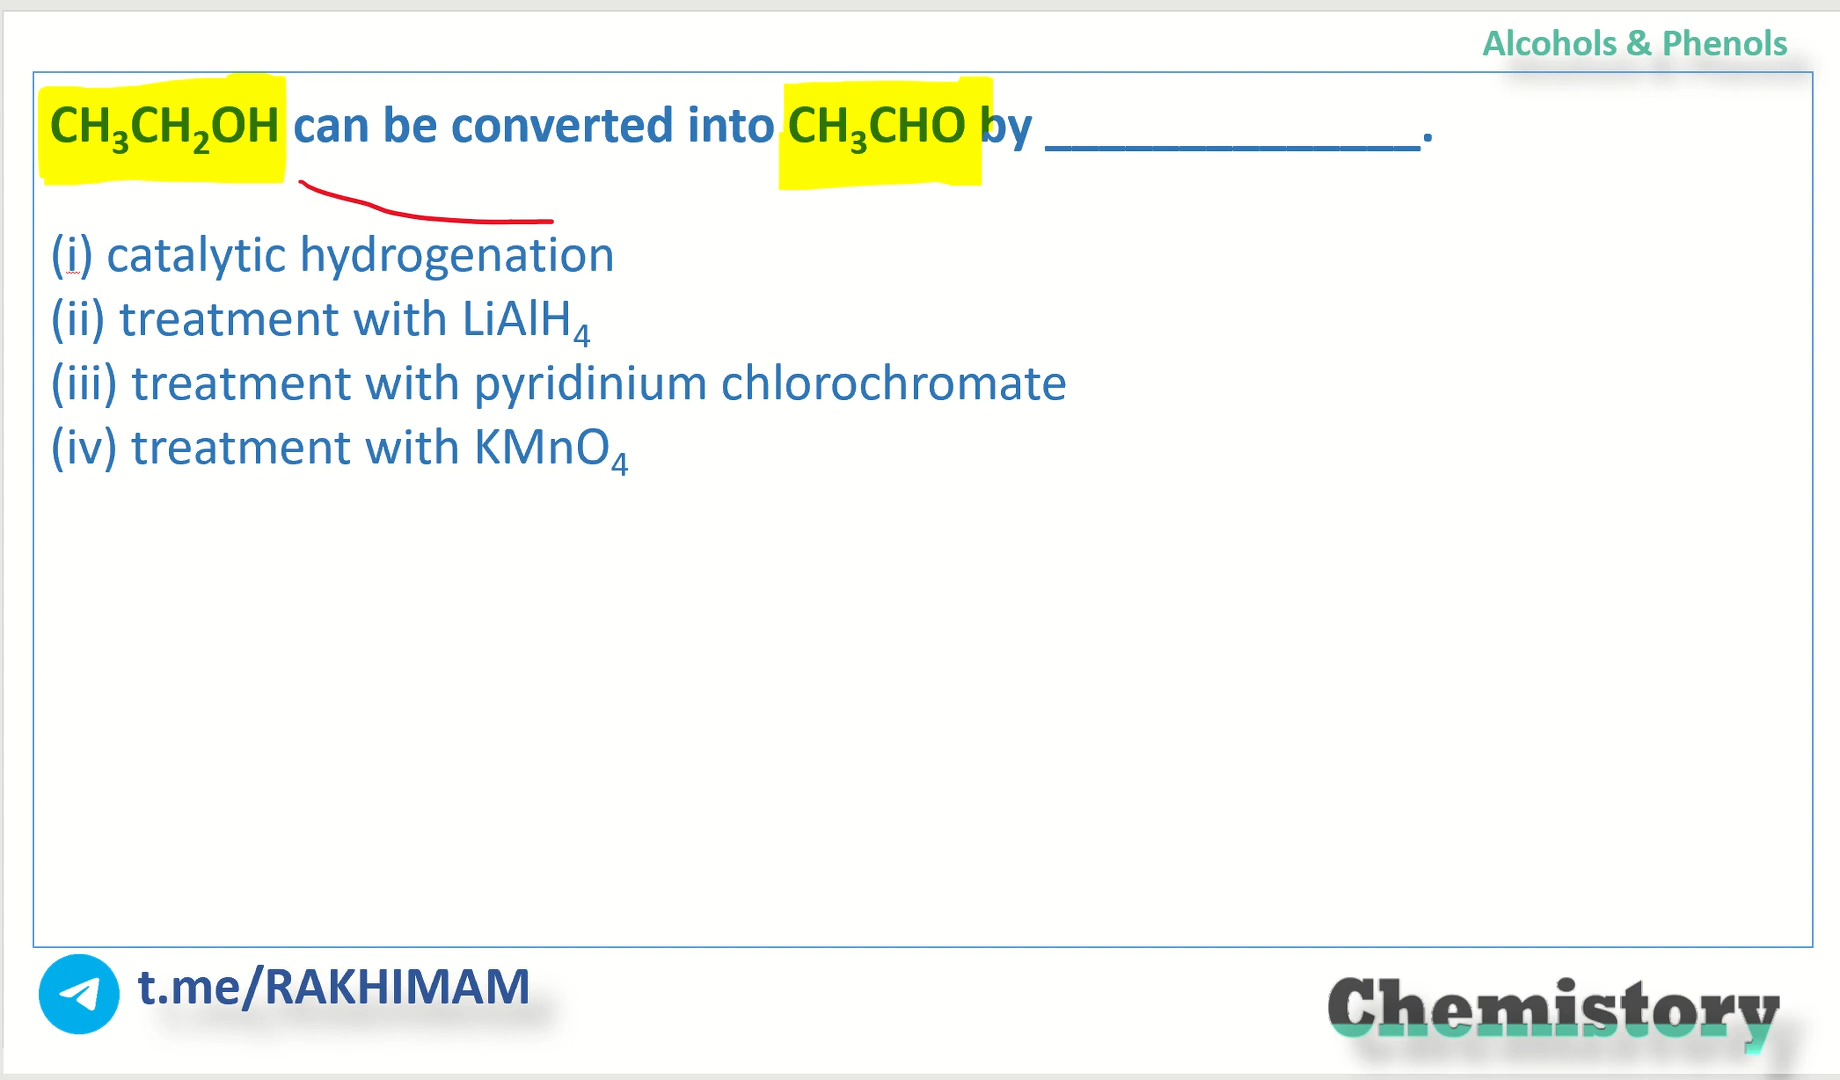 Alcohols & Phenols
CH₃CH₂OH can be converted into CH₃CHO by ______________.
(i) catalytic hydrogenation
(ii) treatment with LiAlH₄
(iii) treatment with pyridinium chlorochromate
(iv) treatment with KMnO₄
t.me/RAKHIMAM
Chemistory